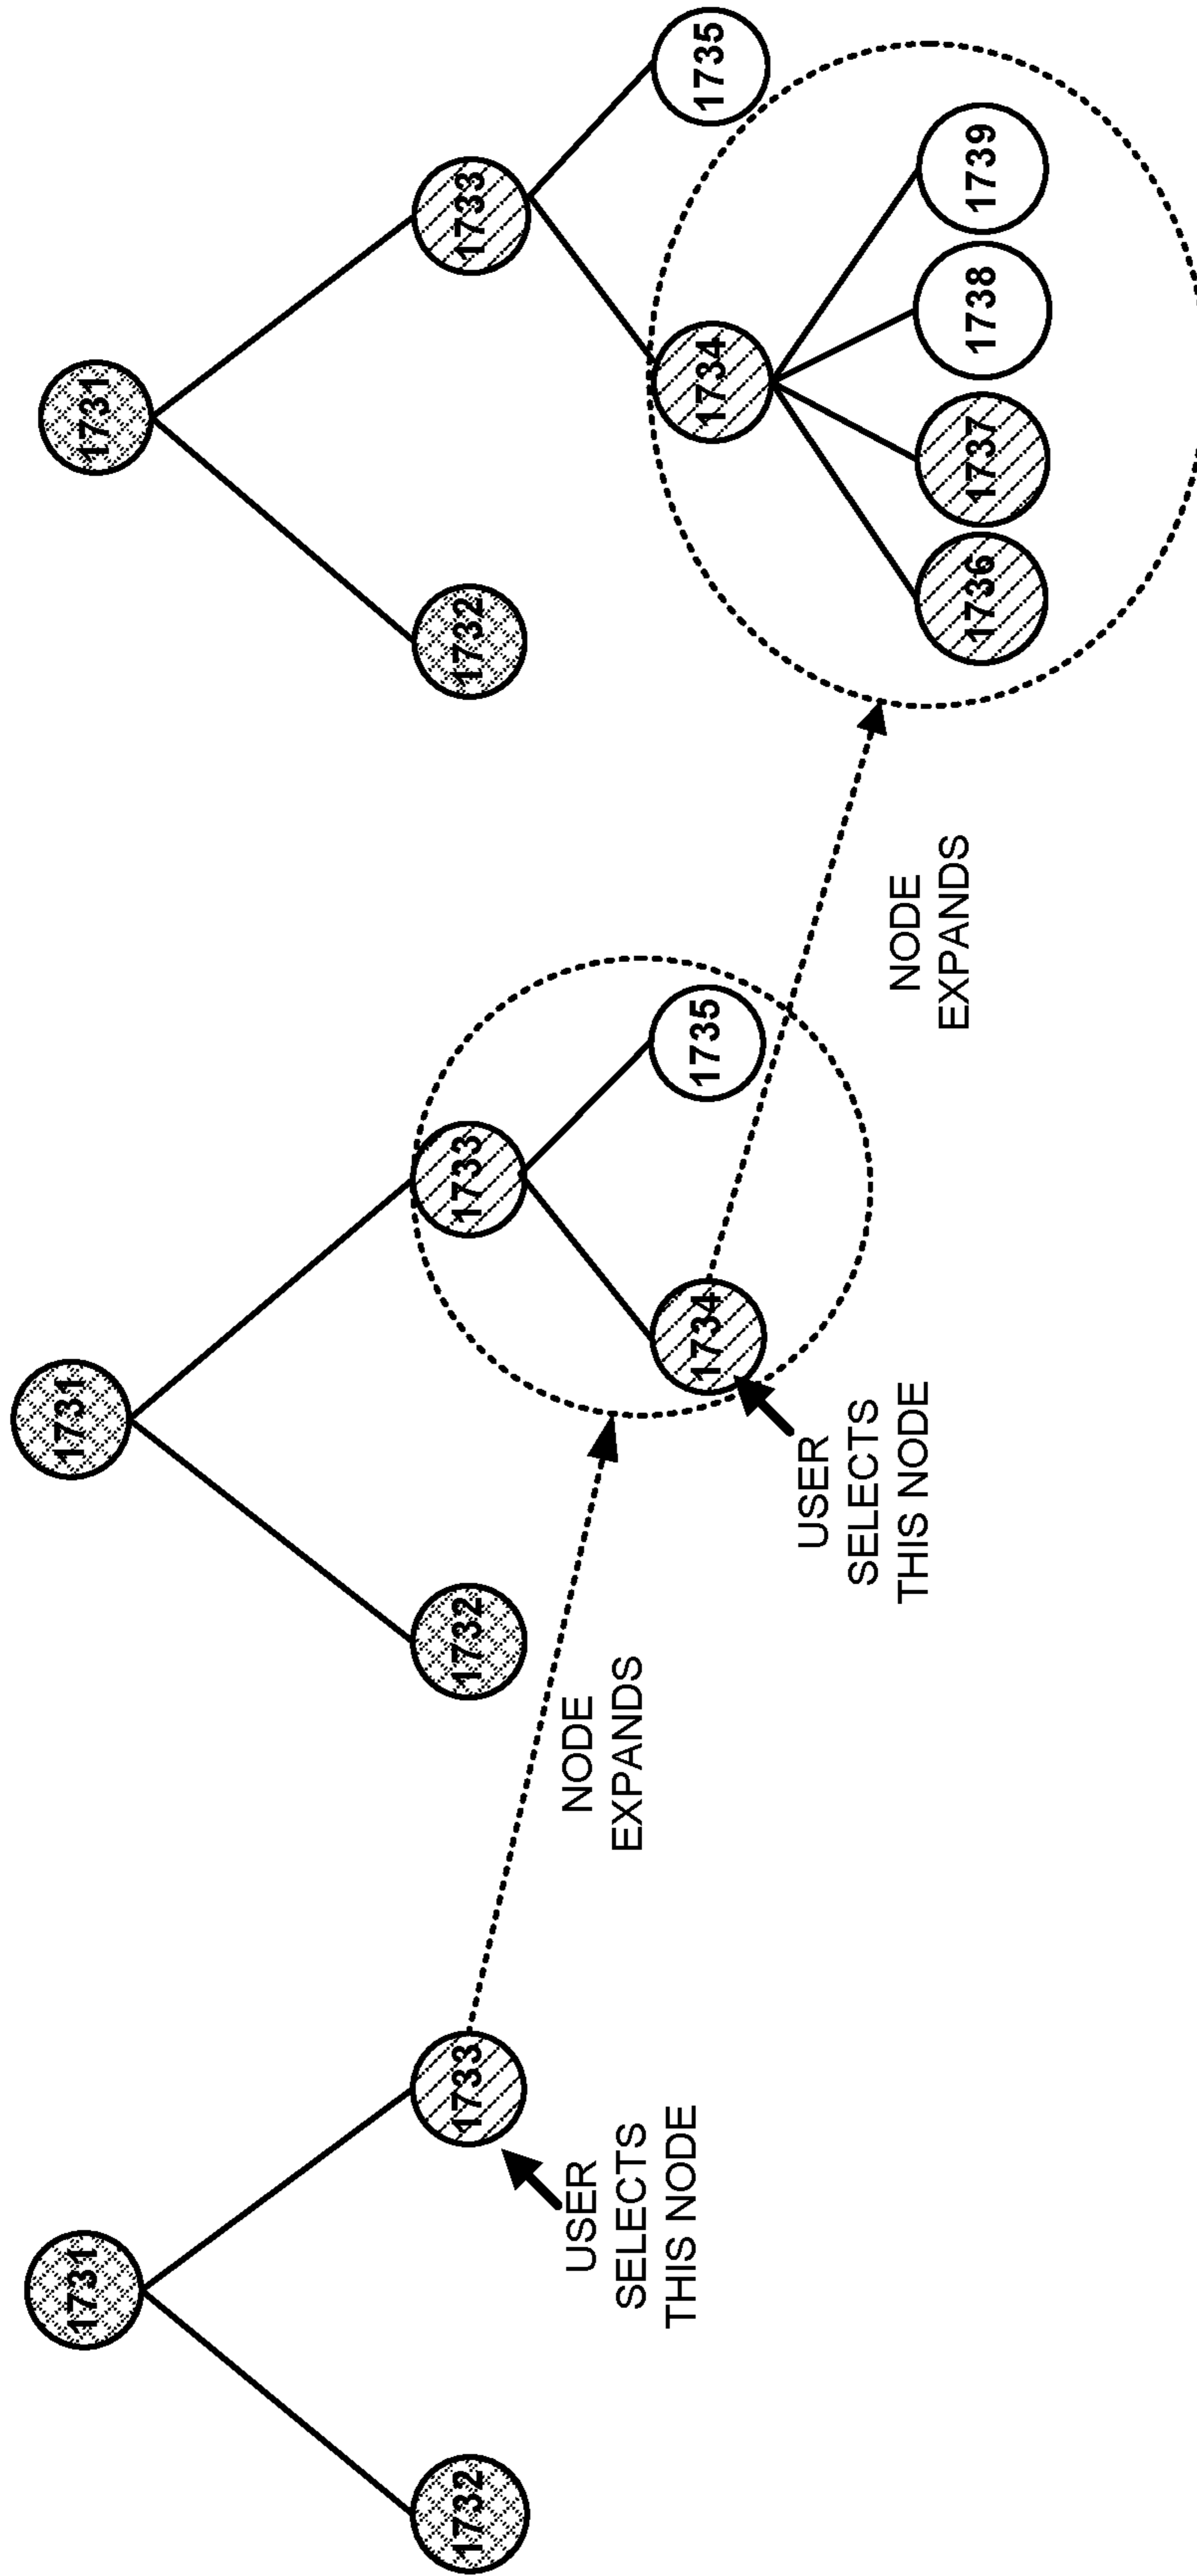 1731
1732
1733
USER
SELECTS
THIS NODE
NODE
EXPANDS
1731
1732
1733
1734
1735
USER
SELECTS
THIS NODE
NODE
EXPANDS
1731
1732
1733
1734
1735
1736
1737
1738
1739